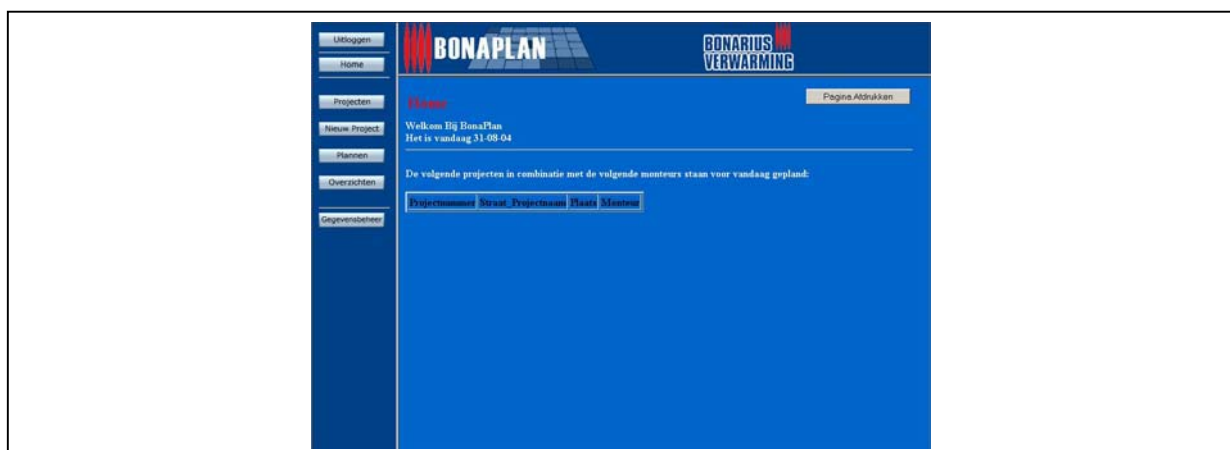 Uitloggen
Home
BONAPLAN
BONARIUS
VERWARMING
Projecten
Nieuw Project
Plannen
Overzichten
Gegevensbeheer
Home
Pagina Afdrukken
Welkom Bij BonaPlan
Het is vandaag 31-08-04
De volgende projecten in combinatie met de volgende monteurs staan voor vandaag gepland:
Projectnummer Straat_Projectnaam Plaats Monteur